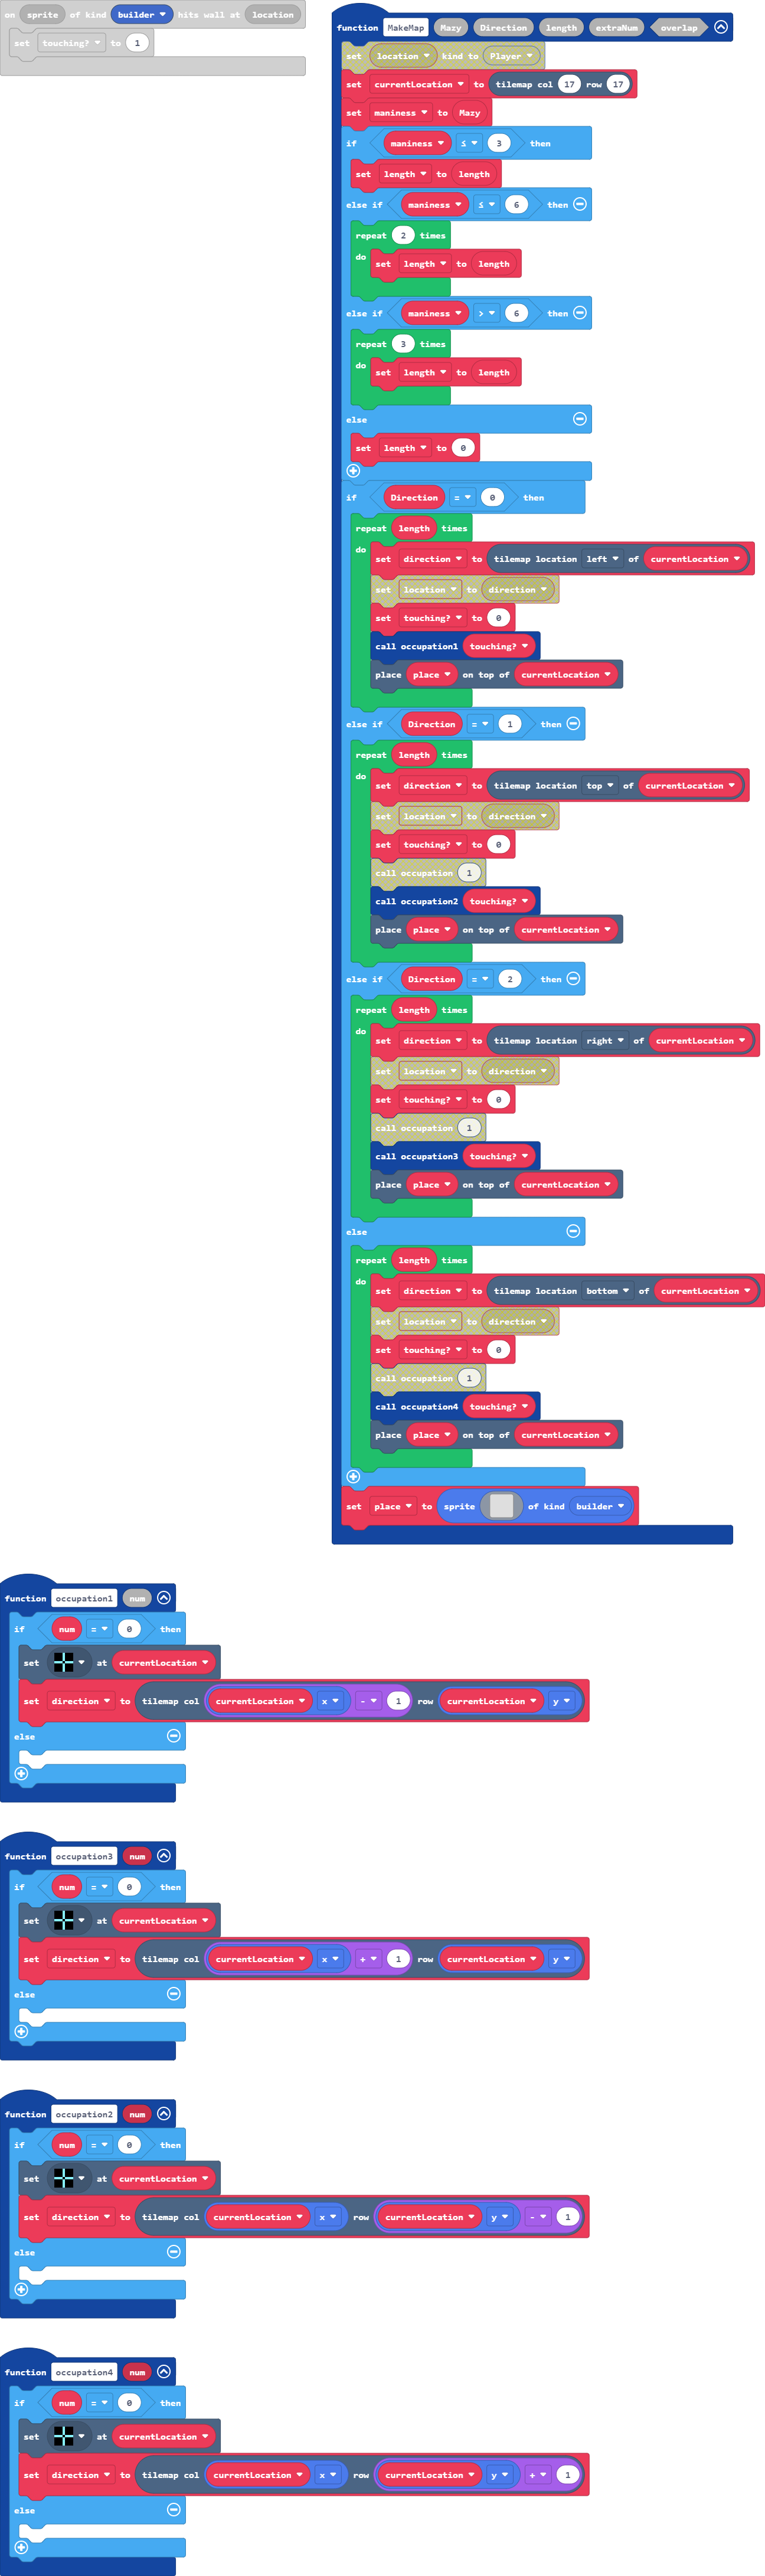 on sprite of kind builder hits wall at location
set touching? to 1
function MakeMap Mazy Direction length extraNum overlap
set location kind to Player
set currentLocation to tilemap col 17 row 17
set maniness to Mazy
if maniness ≤ 3 then
set length to length
else if maniness ≤ 6 then
repeat 2 times
do set length to length
else if maniness > 6 then
repeat 3 times
do set length to length
else
set length to 0
if Direction = 0 then
repeat length times
do set direction to tilemap location left of currentLocation
set location to direction
set touching? to 0
call occupation1 touching?
place place on top of currentLocation
else if Direction = 1 then
repeat length times
do set direction to tilemap location top of currentLocation
set location to direction
set touching? to 0
call occupation 1
call occupation2 touching?
place place on top of currentLocation
else if Direction = 2 then
repeat length times
do set direction to tilemap location right of currentLocation
set location to direction
set touching? to 0
call occupation 1
call occupation3 touching?
place place on top of currentLocation
else
repeat length times
do set direction to tilemap location bottom of currentLocation
set location to direction
set touching? to 0
call occupation 1
call occupation4 touching?
place place on top of currentLocation
set place to sprite of kind builder
function occupation1 num
if num = 0 then
set at currentLocation
set direction to tilemap col currentLocation x - 1 row currentLocation y
else
function occupation3 num
if num = 0 then
set at currentLocation
set direction to tilemap col currentLocation x + 1 row currentLocation y
else
function occupation2 num
if num = 0 then
set at currentLocation
set direction to tilemap col currentLocation x row currentLocation y - 1
else
function occupation4 num
if num = 0 then
set at currentLocation
set direction to tilemap col currentLocation x row currentLocation y + 1
else